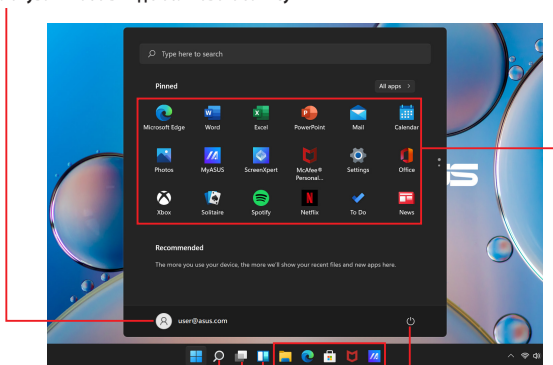 Type here to search
Pinned
All apps >
Microsoft Edge Word Excel PowerPoint Mail Calendar
Photos MyASUS ScreenXpert McAfee® Personal... Settings Office
Xbox Solitaire Spotify Netflix To Do News
Recommended
The more you use your device, the more we'll show your recent files and new apps here.
user@asus.com